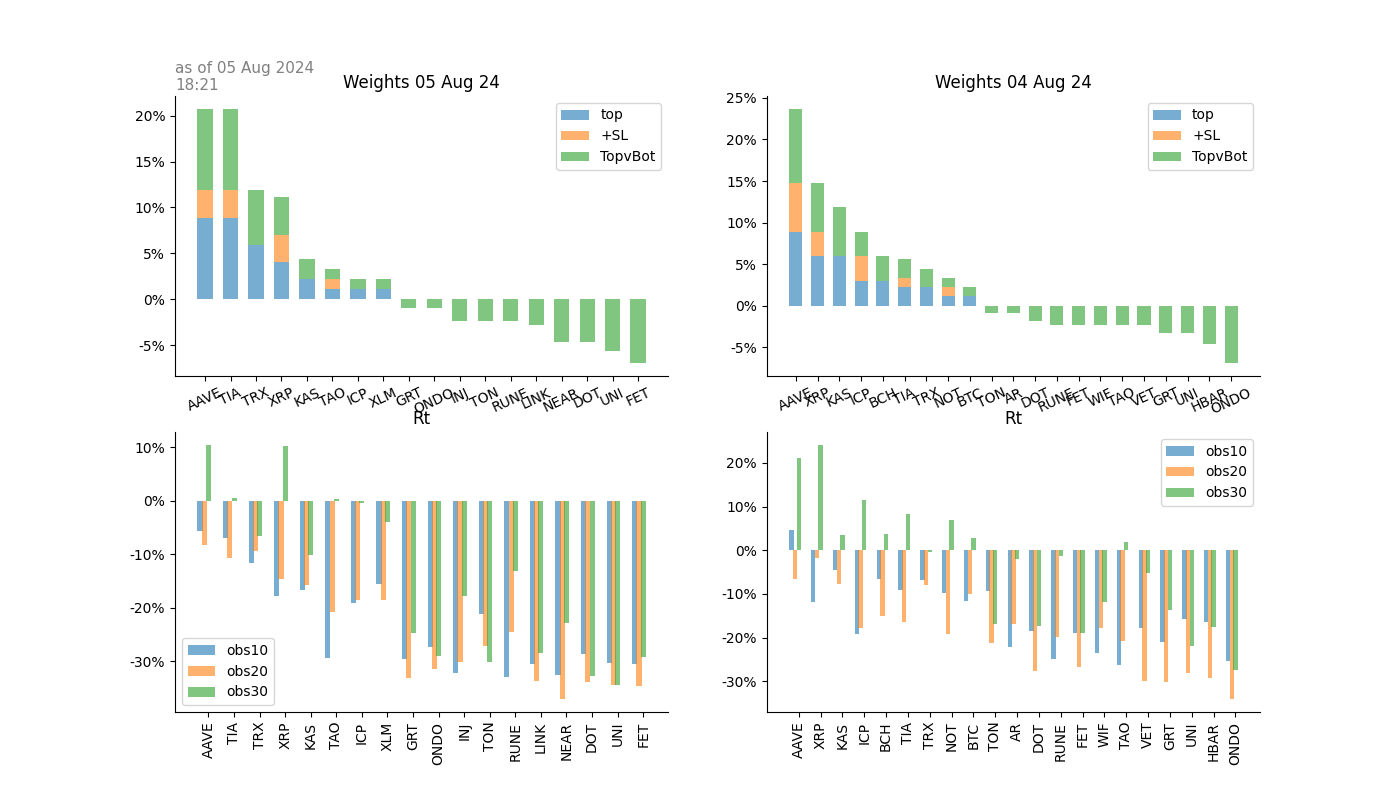 as of 05 Aug 2024
18:21
Weights 05 Aug 24
20%
15%
10%
5%
0%
-5%
top
+SL
TopvBot
AAVE TIA TRX XRP KAS TAO ICP XLM GRT ONDO INJ TON RUNE LINK NEAR DOT UNI FET
Weights 04 Aug 24
25%
20%
15%
10%
5%
0%
-5%
top
+SL
TopvBot
AAVE XRP KAS ICP BCH TIA TRX NOT BTC TON AR DOT RUNE FET WIF TAO VET GRT UNI HBAR ONDO
Rt
10%
0%
-10%
-20%
-30%
obs10
obs20
obs30
AAVE TIA TRX XRP KAS TAO ICP XLM GRT ONDO INJ TON RUNE LINK NEAR DOT UNI FET
Rt
20%
10%
0%
-10%
-20%
-30%
obs10
obs20
obs30
AAVE XRP KAS ICP BCH TIA TRX NOT BTC TON AR DOT RUNE FET WIF TAO VET GRT UNI HBAR ONDO